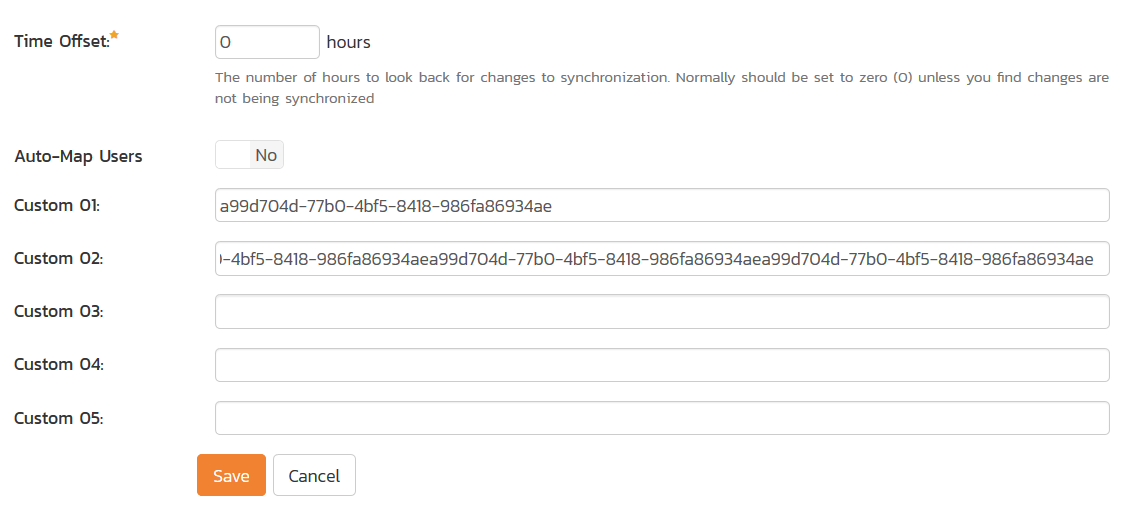 Time Offset:*
0 hours
The number of hours to look back for changes to synchronization. Normally should be set to zero (0) unless you find changes are
not being synchronized
Auto-Map Users
No
Custom 01:
a99d704d-77b0-4bf5-8418-986fa86934ae
Custom 02:
-4bf5-8418-986fa86934aea99d704d-77b0-4bf5-8418-986fa86934aea99d704d-77b0-4bf5-8418-986fa86934ae
Custom 03:
Custom 04:
Custom 05:
Save Cancel